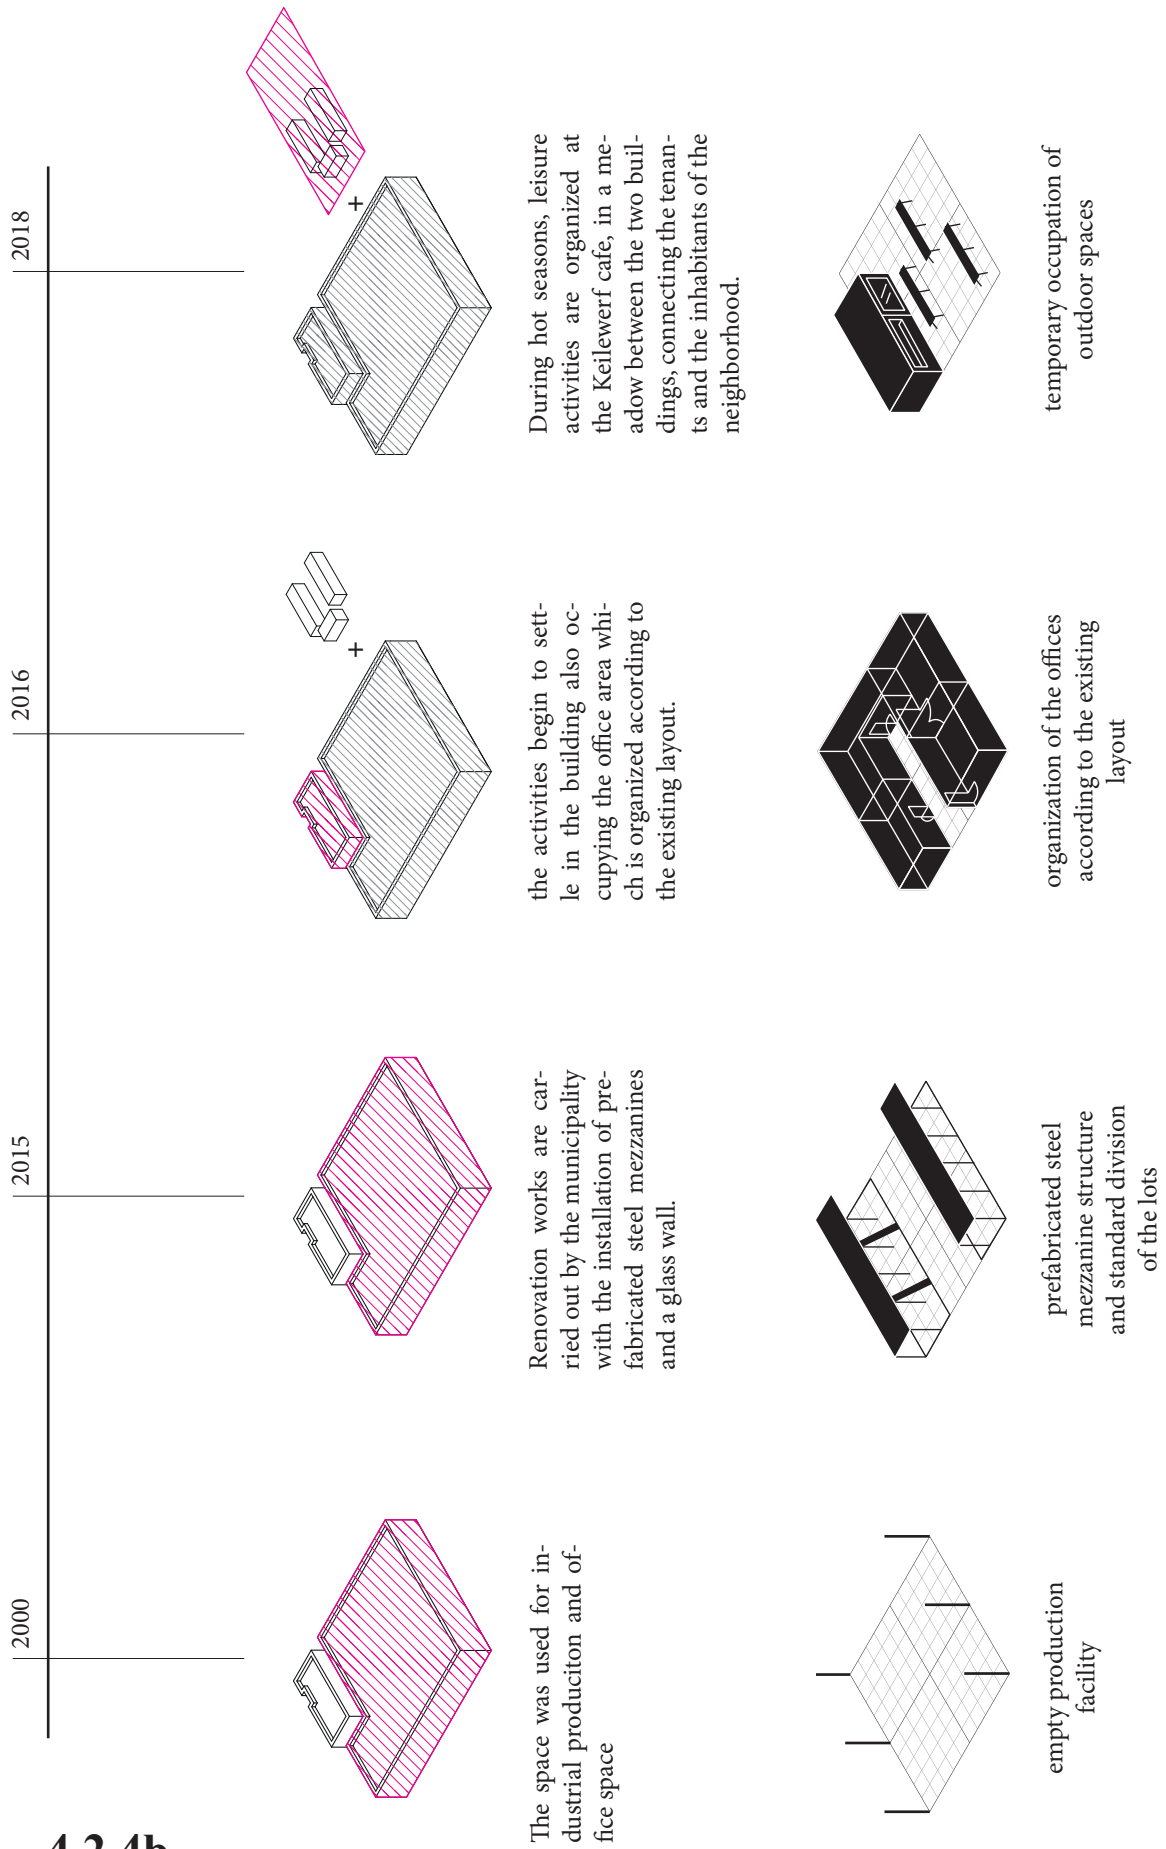 2000
2015
2016
2018
The space was used for in-
dustrial produciton and of-
fice space
Renovation works are car-
ried out by the municipality
with the installation of pre-
fabricated steel mezzanines
and a glass wall.
the activities begin to sett-
le in the building also oc-
cupying the office area whi-
ch is organized according to
the existing layout.
During hot seasons, leisure
activities are organized at
the Keilewerf cafe, in a me-
adow between the two buil-
dings, connecting the tenan-
ts and the inhabitants of the
neighborhood.
+
+
empty production
facility
prefabricated steel
mezzanine structure
and standard division
of the lots
organization of the offices
according to the existing
layout
temporary occupation of
outdoor spaces
4.2.4b